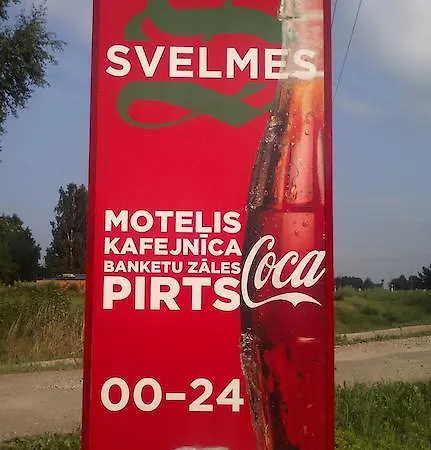 SVELMES
MOTELIS
KAFEJNĪCA
BANKETU ZĀLES
PIRTS
Coca
00-24